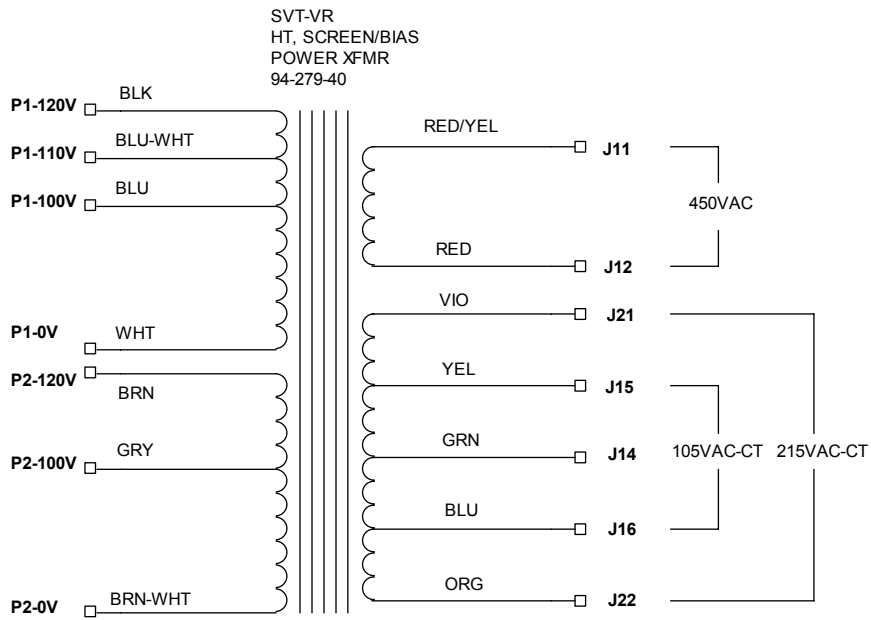 SVT-VR
HT, SCREEN/BIAS
POWER XFMR
94-279-40
P1-120V
BLK
P1-110V
BLU-WHT
P1-100V
BLU
P1-0V
WHT
P2-120V
BRN
P2-100V
GRY
P2-0V
BRN-WHT
RED/YEL
J11
450VAC
RED
J12
VIO
J21
YEL
J15
GRN
J14
105VAC-CT
215VAC-CT
BLU
J16
ORG
J22